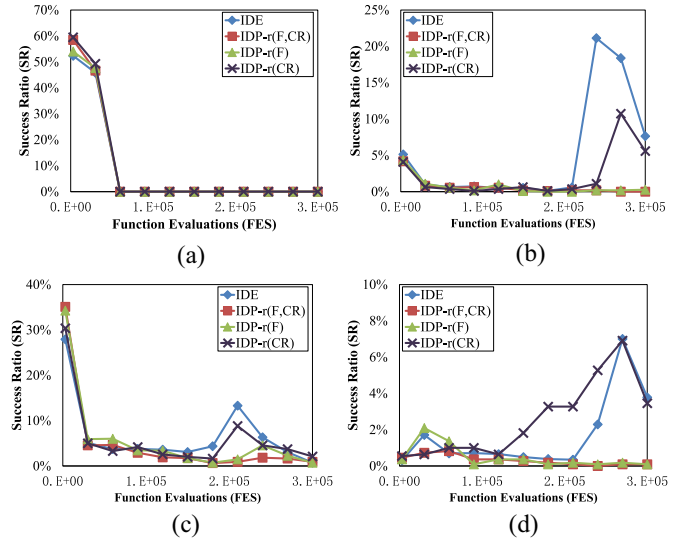 70%
60%
50%
40%
30%
20%
10%
0%
Success Ratio (SR)
IDE
IDP-r(F,CR)
IDP-r(F)
IDP-r(CR)
0.E+00 1.E+05 2.E+05 3.E+05
Function Evaluations (FES)
(a)
25%
20%
15%
10%
5%
0%
Success Ratio (SR)
IDE
IDP-r(F,CR)
IDP-r(F)
IDP-r(CR)
0.E+00 1.E+05 2.E+05 3.E+05
Function Evaluations (FES)
(b)
40%
30%
20%
10%
0%
Success Ratio (SR)
IDE
IDP-r(F,CR)
IDP-r(F)
IDP-r(CR)
0.E+00 1.E+05 2.E+05 3.E+05
Function Evaluations (FES)
(c)
10%
8%
6%
4%
2%
0%
Success Ratio (SR)
IDE
IDP-r(F,CR)
IDP-r(F)
IDP-r(CR)
0.E+00 1.E+05 2.E+05 3.E+05
Function Evaluations (FES)
(d)